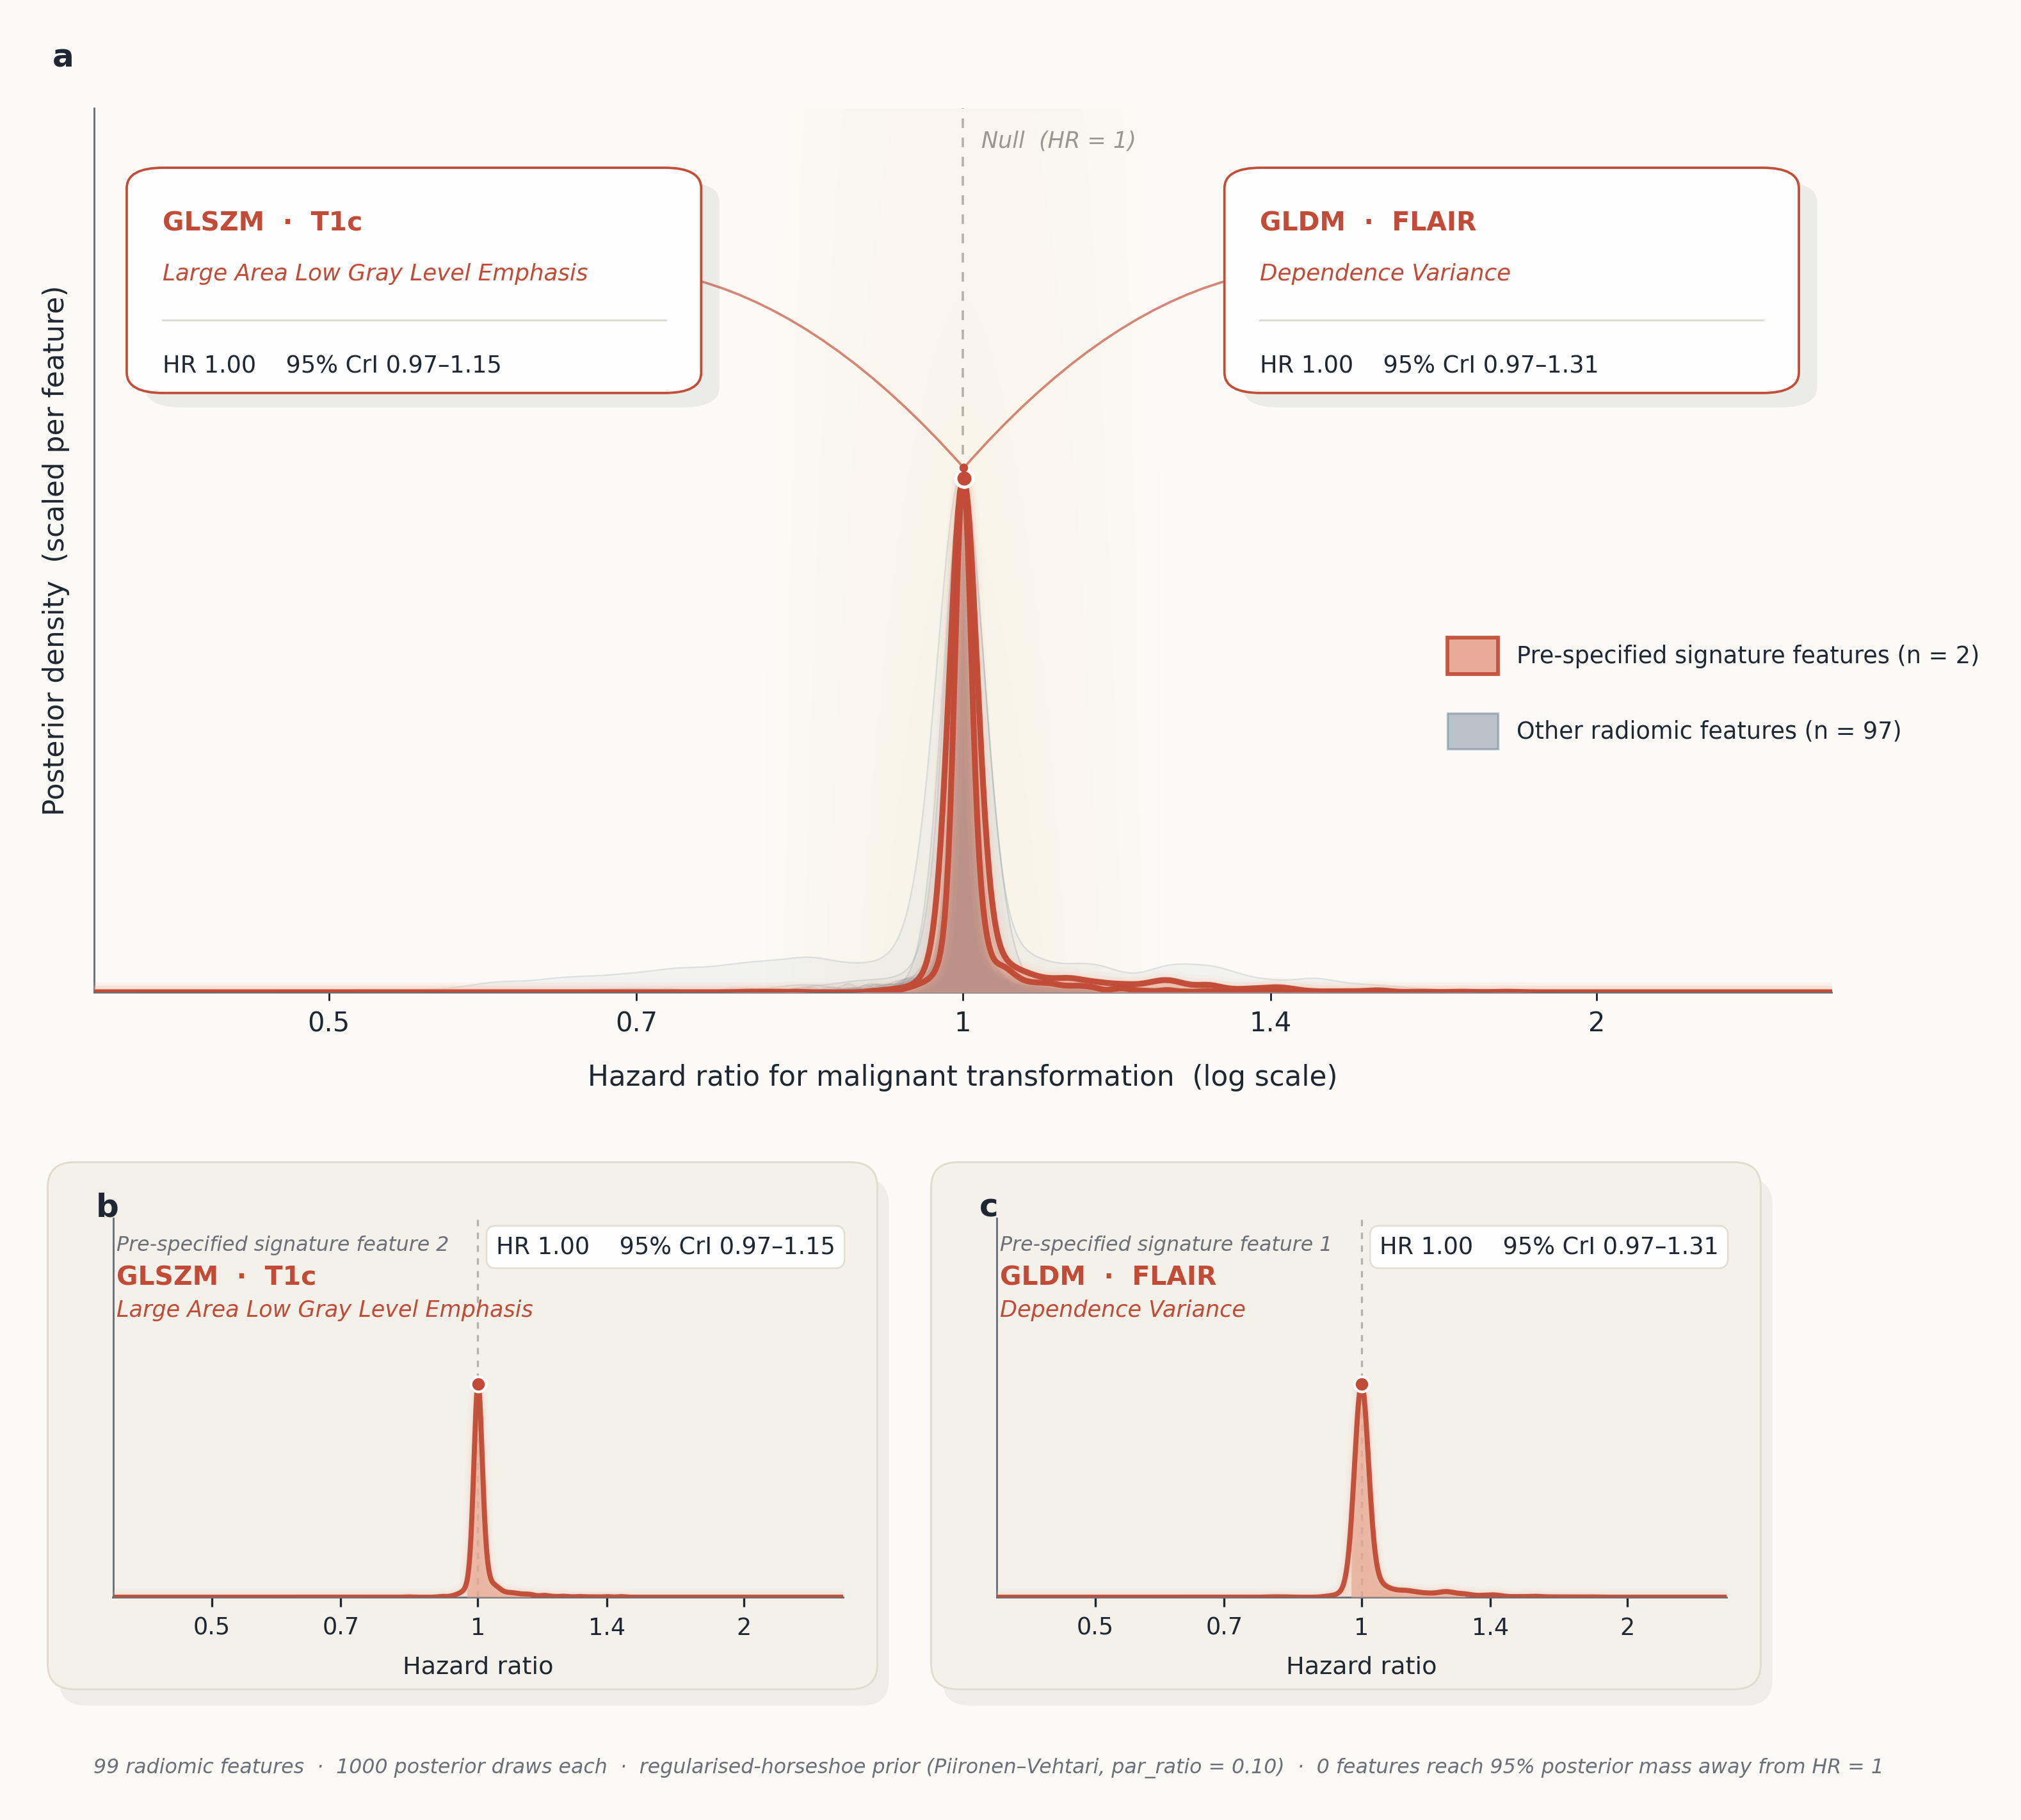 a
Null (HR = 1)
GLSZM · T1c
Large Area Low Gray Level Emphasis
HR 1.00 95% CrI 0.97–1.15
GLDM · FLAIR
Dependence Variance
HR 1.00 95% CrI 0.97–1.31
Posterior density (scaled per feature)
Pre-specified signature features (n = 2)
Other radiomic features (n = 97)
0.5 0.7 1 1.4 2
Hazard ratio for malignant transformation (log scale)
b
Pre-specified signature feature 2
HR 1.00 95% CrI 0.97–1.15
GLSZM · T1c
Large Area Low Gray Level Emphasis
0.5 0.7 1 1.4 2
Hazard ratio
c
Pre-specified signature feature 1
HR 1.00 95% CrI 0.97–1.31
GLDM · FLAIR
Dependence Variance
0.5 0.7 1 1.4 2
Hazard ratio
99 radiomic features · 1000 posterior draws each · regularised-horseshoe prior (Piironen–Vehtari, par_ratio = 0.10) · 0 features reach 95% posterior mass away from HR = 1